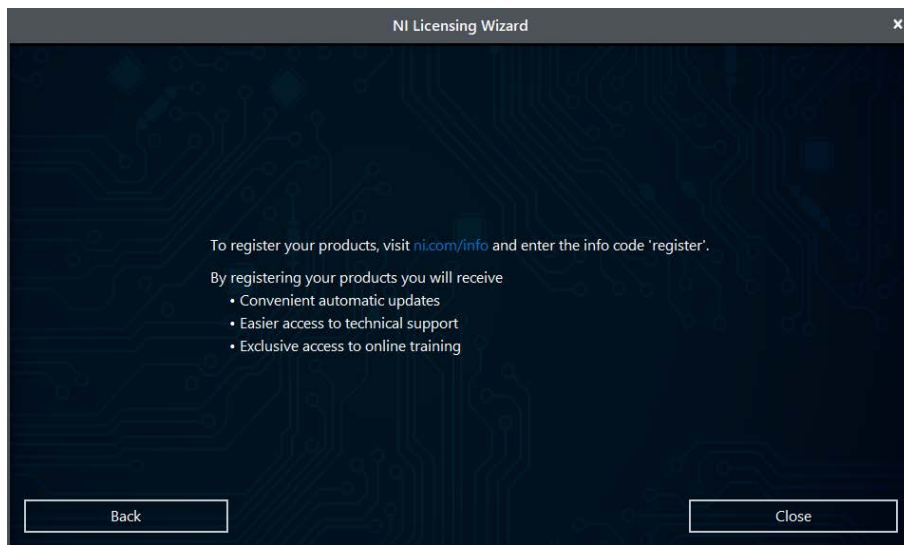 NI Licensing Wizard
x
To register your products, visit ni.com/info and enter the info code 'register'.
By registering your products you will receive
• Convenient automatic updates
• Easier access to technical support
• Exclusive access to online training
Back
Close